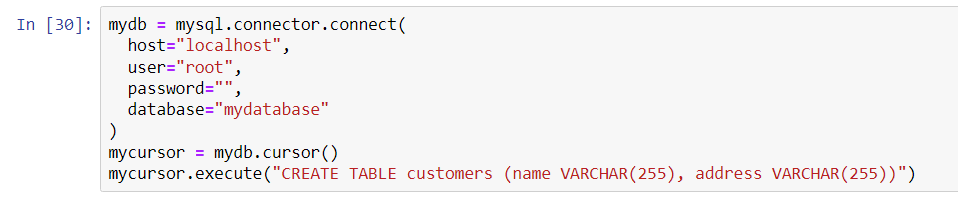 In [30]: mydb = mysql.connector.connect(
host="localhost",
user="root",
password="",
database="mydatabase"
)
mycursor = mydb.cursor()
mycursor.execute("CREATE TABLE customers (name VARCHAR(255), address VARCHAR(255))")